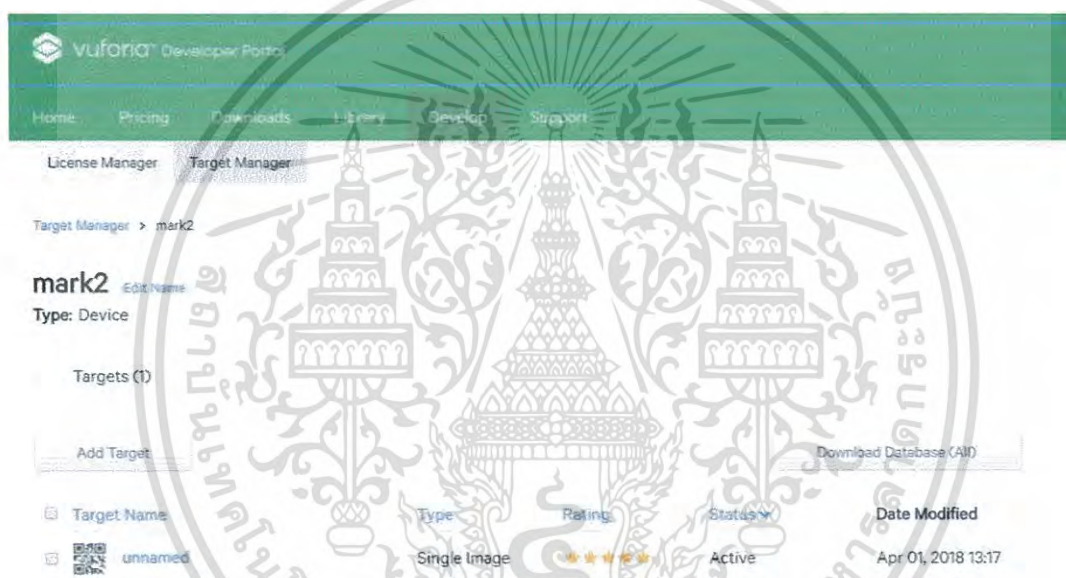 vuforia™ Developer Portal
Home Pricing Downloads Library Develop Support
License Manager Target Manager
Target Manager > mark2
mark2 Edit Name
Type: Device
Targets (1)
Add Target Download Database (All)
Target Name Type Rating Status Date Modified
unnamed Single Image Active Apr 01, 2018 13:17